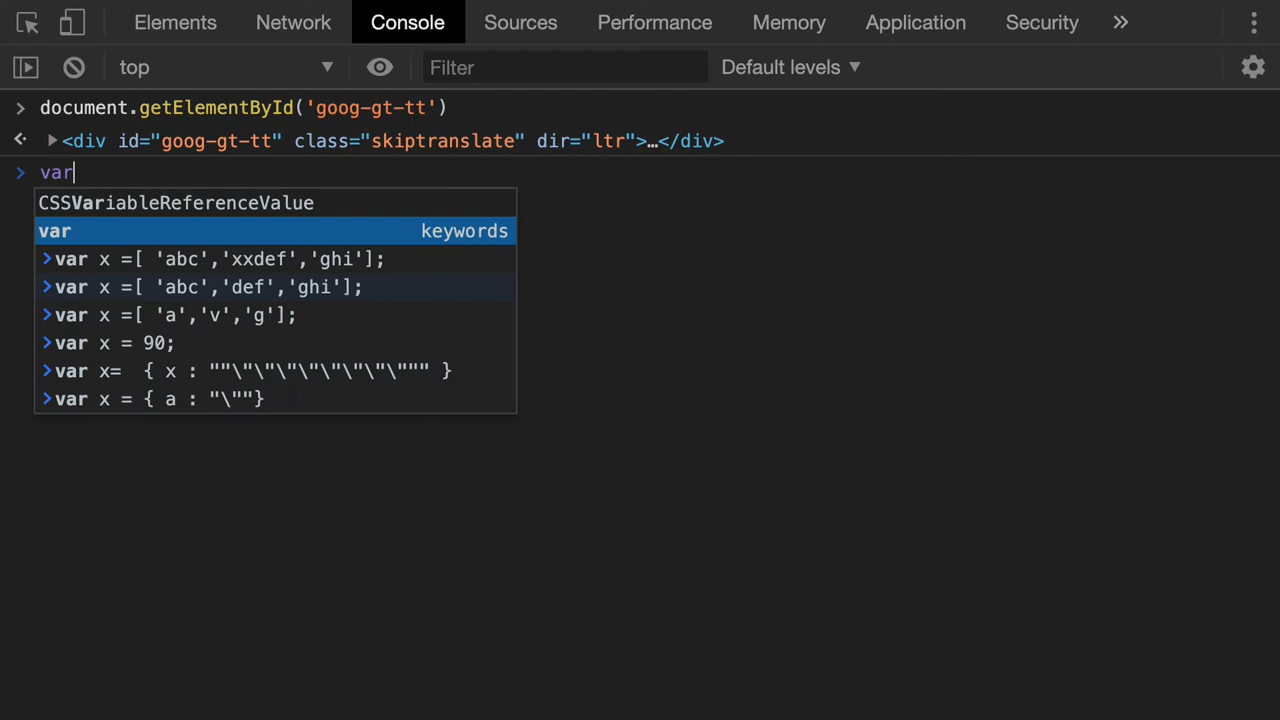 Elements Network Console Sources Performance Memory Application Security »
top ▼ Filter Default levels ▼
> document.getElementById('goog-gt-tt')
<div id="goog-gt-tt" class="skiptranslate" dir="ltr">…</div>
> var
CSSVariableReferenceValue
var keywords
>var x =[ 'abc','xxdef','ghi'];
>var x =[ 'abc','def','ghi'];
>var x =[ 'a','v','g'];
>var x = 90;
>var x=  { x : ""\"\"\"\"\"\"\"\""" }
>var x = { a : "\""}